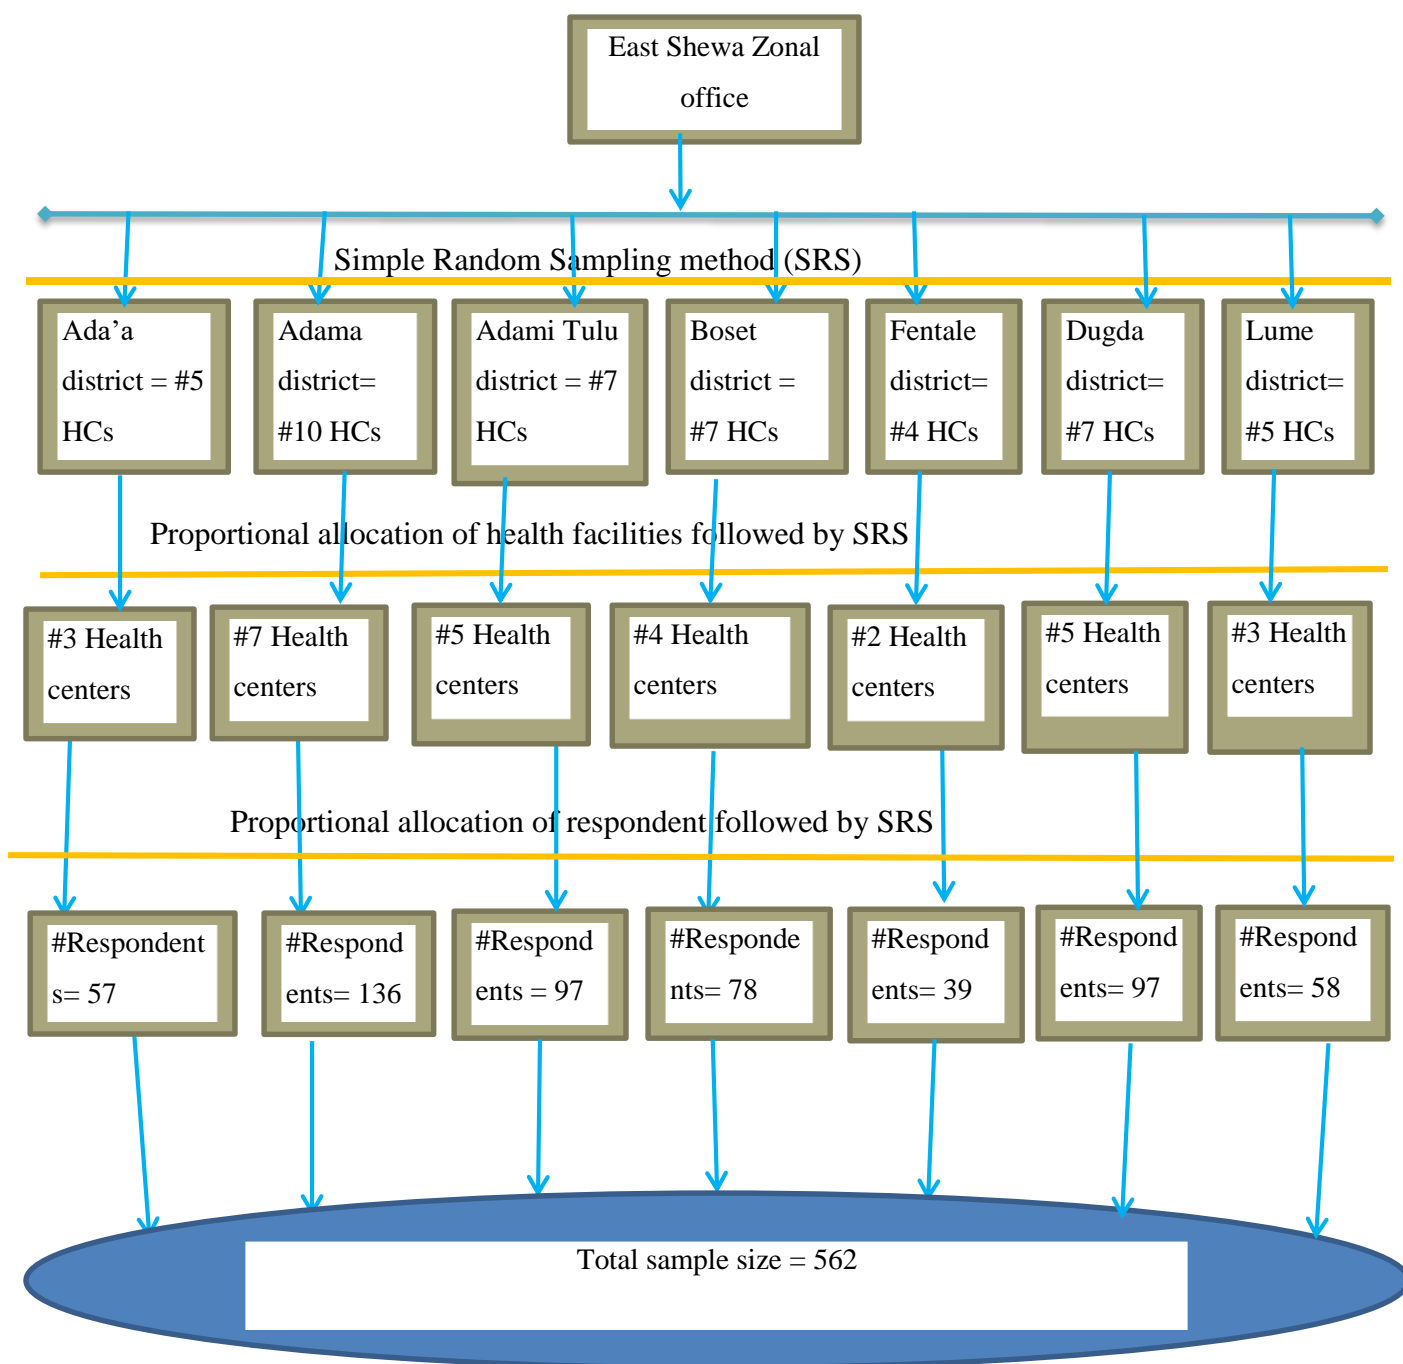 East Shewa Zonal
office
Simple Random Sampling method (SRS)
Ada’a
district = #5
HCs
Adama
district=
#10 HCs
Adami Tulu
district = #7
HCs
Boset
district =
#7 HCs
Fentale
district=
#4 HCs
Dugda
district=
#7 HCs
Lume
district=
#5 HCs
Proportional allocation of health facilities followed by SRS
#3 Health
centers
#7 Health
centers
#5 Health
centers
#4 Health
centers
#2 Health
centers
#5 Health
centers
#3 Health
centers
Proportional allocation of respondent followed by SRS
#Respondent
s= 57
#Respond
ents= 136
#Respond
ents = 97
#Responde
nts= 78
#Respond
ents= 39
#Respond
ents= 97
#Respond
ents= 58
Total sample size = 562